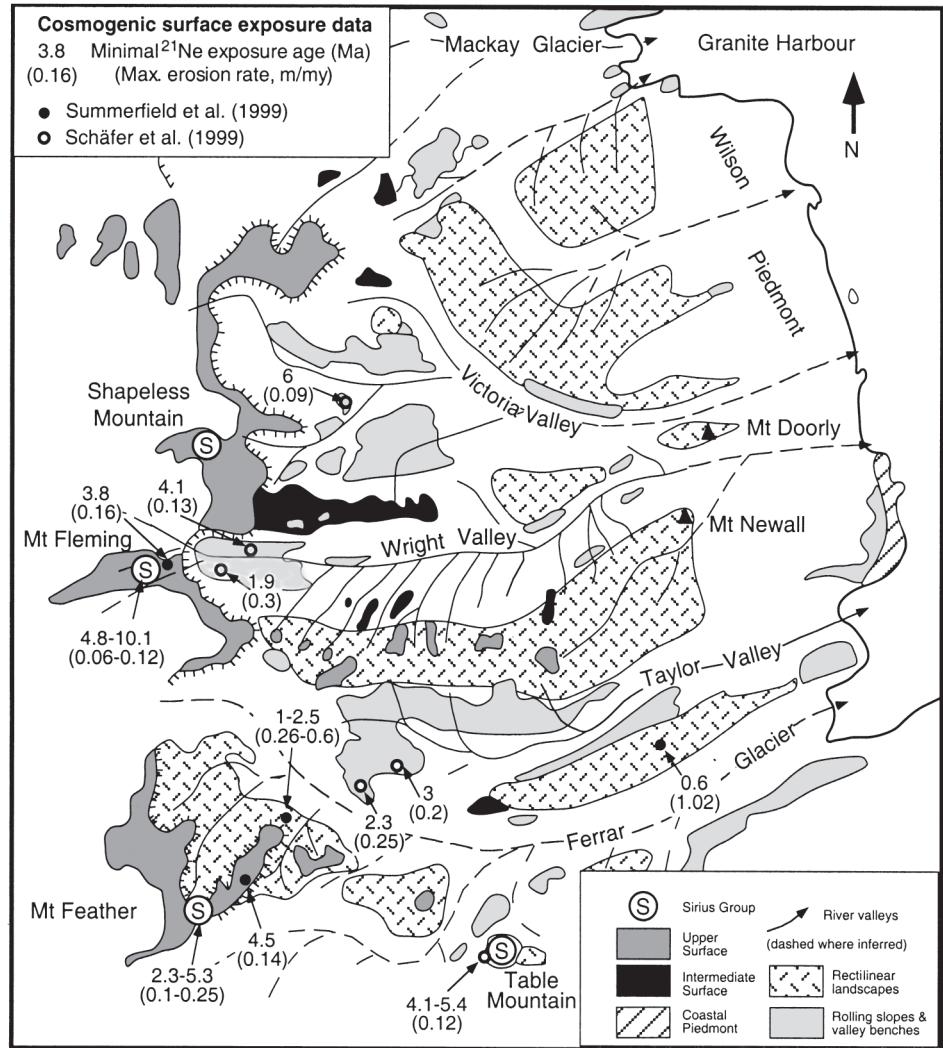 Cosmogenic surface exposure data
3.8 Minimal ²¹Ne exposure age (Ma)
(0.16) (Max. erosion rate, m/my)
Summerfield et al. (1999)
Schäfer et al. (1999)
Mackay Glacier
Granite Harbour
N
Wilson
Piedmont
6
(0.09)
Victoria Valley
Shapeless
Mountain
S
Mt Doorly
3.8
(0.16)
4.1
(0.13)
Mt Fleming
S
Wright Valley
Mt Newall
1.9
(0.3)
4.8-10.1
(0.06-0.12)
Taylor Valley
1-2.5
(0.26-0.6)
Glacier
3
(0.2)
2.3
(0.25)
0.6
(1.02)
Ferrar
Mt Feather
S
4.5
(0.14)
2.3-5.3
(0.1-0.25)
S
Table
Mountain
4.1-5.4
(0.12)
S
Sirius Group
River valleys
(dashed where inferred)
Upper
Surface
Intermediate
Surface
Rectilinear
landscapes
Coastal
Piedmont
Rolling slopes &
valley benches